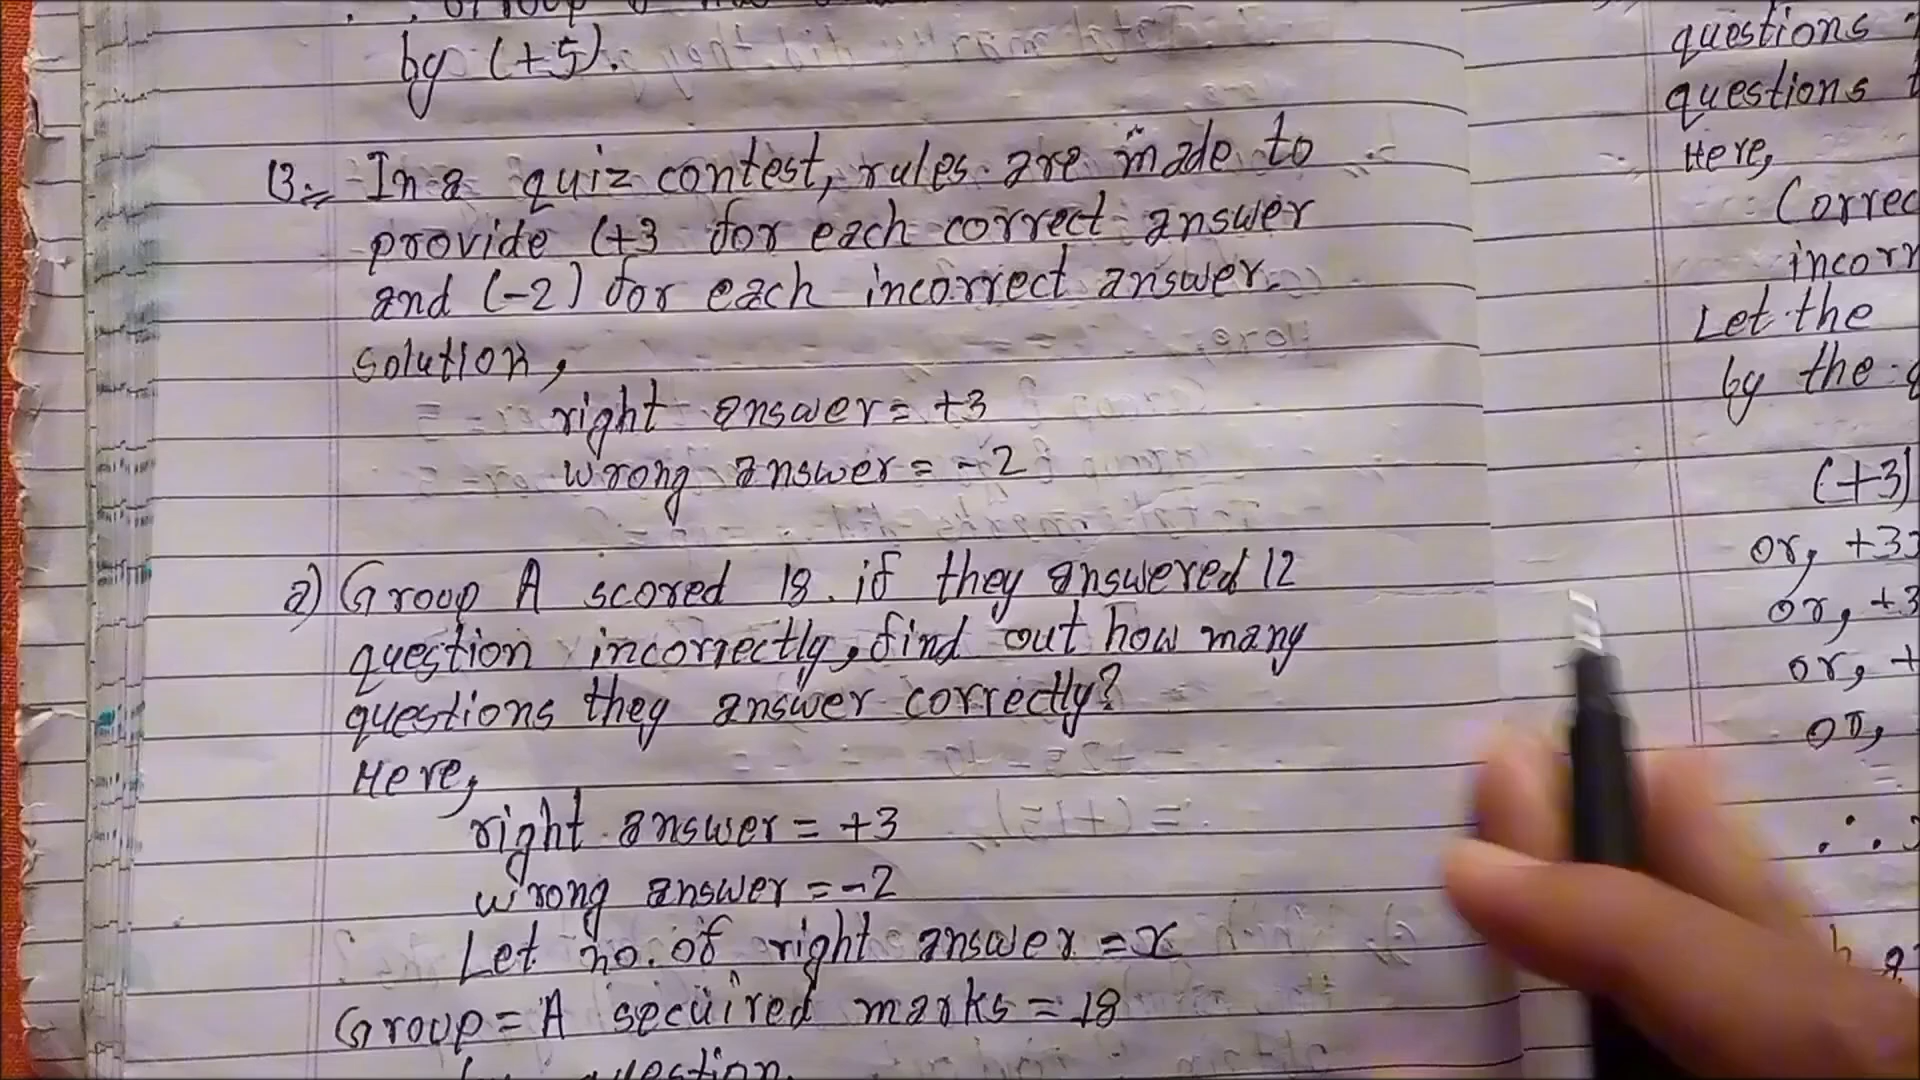 by (+5).
13. In a quiz contest, rules are made to
provide (+3 for each correct answer
and (-2) for each incorrect answer.
solution,
right answer = +3
wrong answer = -2
a) Group A scored 18. if they answered 12
question incorrectly, find out how many
questions they answer correctly?
Here,
right answer = +3
wrong answer = -2
Let no. of right answer = x
Group = A secuired marks = 18
question.
questions
questions
Here,
Correc
incorr
Let the
by the
(+3)
or, +3
or, +3
or, +
or,